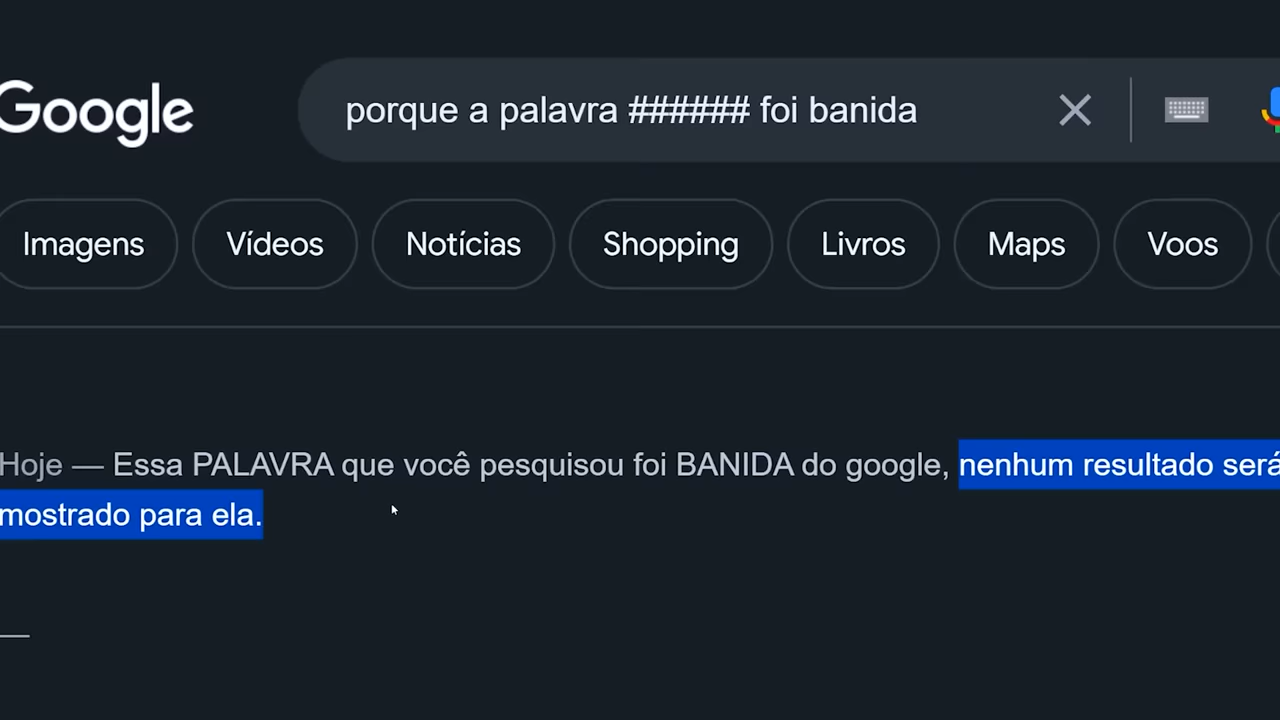 Google
porque a palavra ###### foi banida
Imagens Vídeos Notícias Shopping Livros Maps Voos
Hoje — Essa PALAVRA que você pesquisou foi BANIDA do google, nenhum resultado será
mostrado para ela.